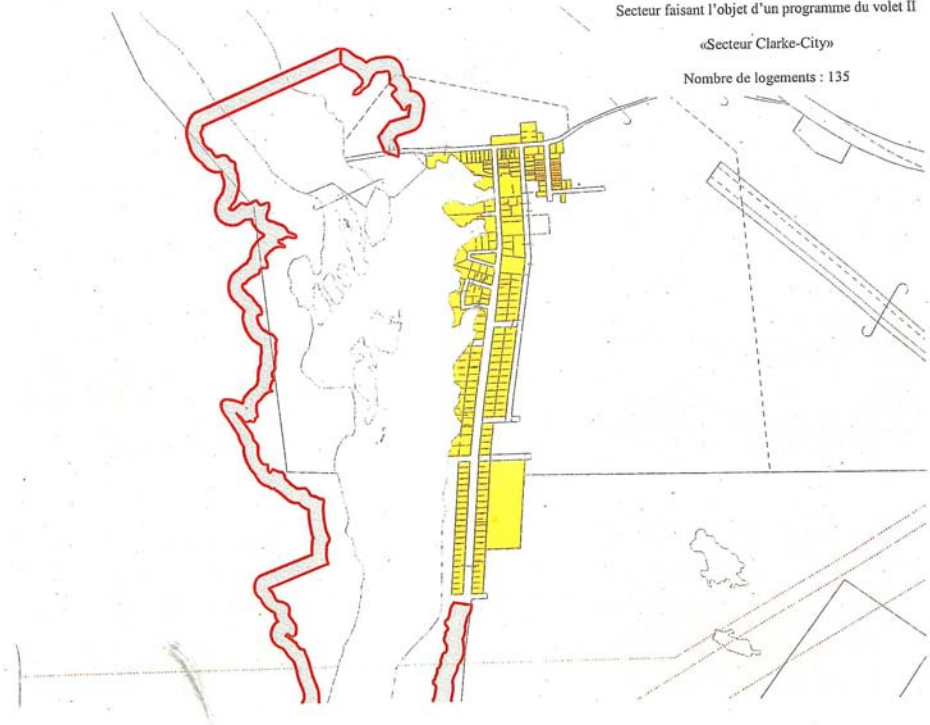 Secteur faisant l'objet d'un programme du volet II
«Secteur Clarke-City»
Nombre de logements : 135